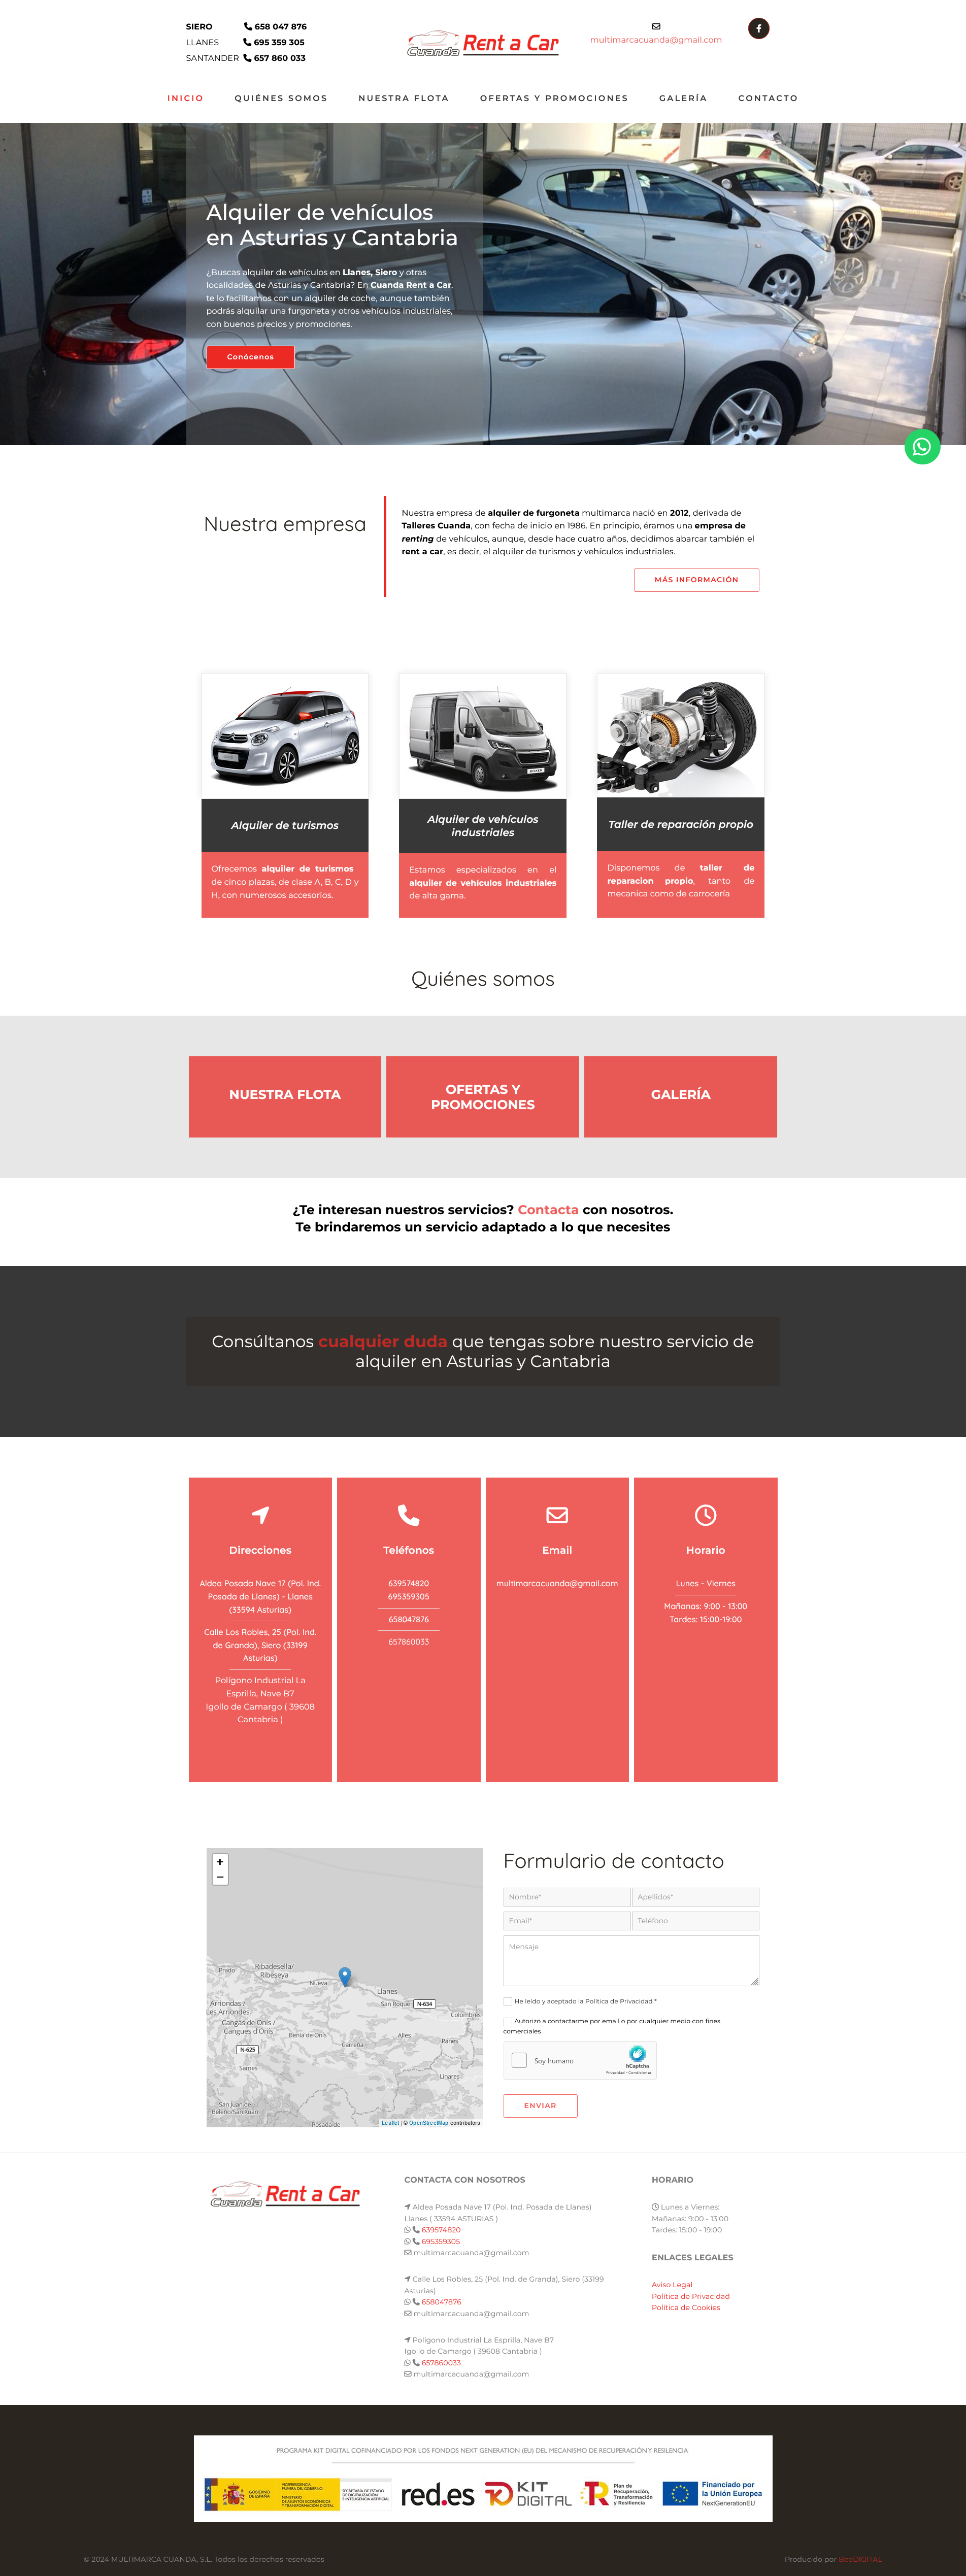 SIERO 658 047 876
LLANES 695 359 305
SANTANDER 657 860 033
Cuanda Rent a Car
multimarcacuanda@gmail.com
INICIO QUIÉNES SOMOS NUESTRA FLOTA OFERTAS Y PROMOCIONES GALERÍA CONTACTO
Alquiler de vehículos
en Asturias y Cantabria
¿Buscas alquiler de vehículos en Llanes, Siero y otras
localidades de Asturias y Cantabria? En Cuanda Rent a Car,
te lo facilitamos con un alquiler de coche, aunque también
podrás alquilar una furgoneta y otros vehículos industriales,
con buenos precios y promociones.
Conócenos
Nuestra empresa
Nuestra empresa de alquiler de furgoneta multimarca nació en 2012, derivada de
Talleres Cuanda, con fecha de inicio en 1986. En principio, éramos una empresa de
renting de vehículos, aunque, desde hace cuatro años, decidimos abarcar también el
rent a car, es decir, el alquiler de turismos y vehículos industriales.
MÁS INFORMACIÓN
Alquiler de turismos
Ofrecemos alquiler de turismos
de cinco plazas, de clase A, B, C, D y
H, con numerosos accesorios.
Alquiler de vehículos
industriales
Estamos especializados en el
alquiler de vehículos industriales
de alta gama.
Taller de reparación propio
Disponemos de taller de
reparacion propio, tanto de
mecanica como de carrocería
Quiénes somos
NUESTRA FLOTA
OFERTAS Y
PROMOCIONES
GALERÍA
¿Te interesan nuestros servicios? Contacta con nosotros.
Te brindaremos un servicio adaptado a lo que necesites
Consúltanos cualquier duda que tengas sobre nuestro servicio de
alquiler en Asturias y Cantabria
Direcciones
Aldea Posada Nave 17 (Pol. Ind.
Posada de Llanes) - Llanes
(33594 Asturias)
Calle Los Robles, 25 (Pol. Ind.
de Granda), Siero (33199
Asturias)
Polígono Industrial La
Esprilla, Nave B7
Igollo de Camargo ( 39608
Cantabria )
Teléfonos
639574820
695359305
658047876
657860033
Email
multimarcacuanda@gmail.com
Horario
Lunes - Viernes
Mañanas: 9:00 - 13:00
Tardes: 15:00-19:00
+
−
Prado
Ribadesella/
Ribeseya
Nueva
Llanes
San Roque
N-634
Colombres
Arriondas /
Les Arriondes
Cangas de Onís /
Cangues d'Onís
Benia de Onís
Alles
Panes
Carreña
N-625
Sames
Linares
San Juan de
Beleño/San Xuan
Posada de
Leaflet | © OpenStreetMap contributors
Formulario de contacto
Nombre* Apellidos*
Email* Teléfono
Mensaje
He leído y aceptado la Política de Privacidad *
Autorizo a contactarme por email o por cualquier medio con fines
comerciales
Soy humano
hCaptcha
Privacidad - Condiciones
ENVIAR
Cuanda Rent a Car
CONTACTA CON NOSOTROS
Aldea Posada Nave 17 (Pol. Ind. Posada de Llanes)
Llanes ( 33594 ASTURIAS )
639574820
695359305
multimarcacuanda@gmail.com
Calle Los Robles, 25 (Pol. Ind. de Granda), Siero (33199
Asturias)
658047876
multimarcacuanda@gmail.com
Polígono Industrial La Esprilla, Nave B7
Igollo de Camargo ( 39608 Cantabria )
657860033
multimarcacuanda@gmail.com
HORARIO
Lunes a Viernes:
Mañanas: 9:00 - 13:00
Tardes: 15:00 - 19:00
ENLACES LEGALES
Aviso Legal
Política de Privacidad
Política de Cookies
PROGRAMA KIT DIGITAL COFINANCIADO POR LOS FONDOS NEXT GENERATION (EU) DEL MECANISMO DE RECUPERACIÓN Y RESILENCIA
GOBIERNO
DE ESPAÑA
VICEPRESIDENCIA
PRIMERA DEL GOBIERNO
MINISTERIO
DE ASUNTOS ECONÓMICOS
Y TRANSFORMACIÓN DIGITAL
SECRETARÍA DE ESTADO
DE DIGITALIZACIÓN
E INTELIGENCIA ARTIFICIAL
red.es
KIT
DIGITAL
Plan de
Recuperación,
Transformación
y Resiliencia
Financiado por
la Unión Europea
NextGenerationEU
© 2024 MULTIMARCA CUANDA, S.L. Todos los derechos reservados
Producido por BeeDIGITAL